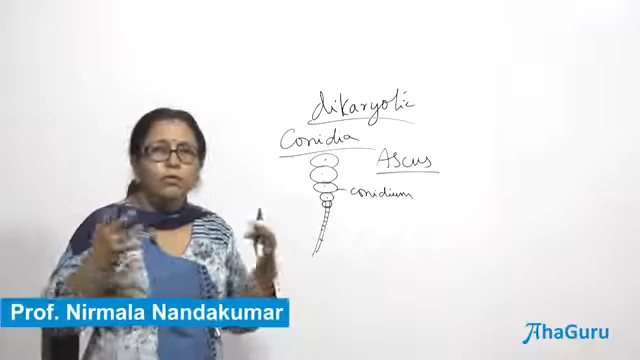 dikaryotic
Conidia
Ascus
conidium
Prof. Nirmala Nandakumar
AhaGuru